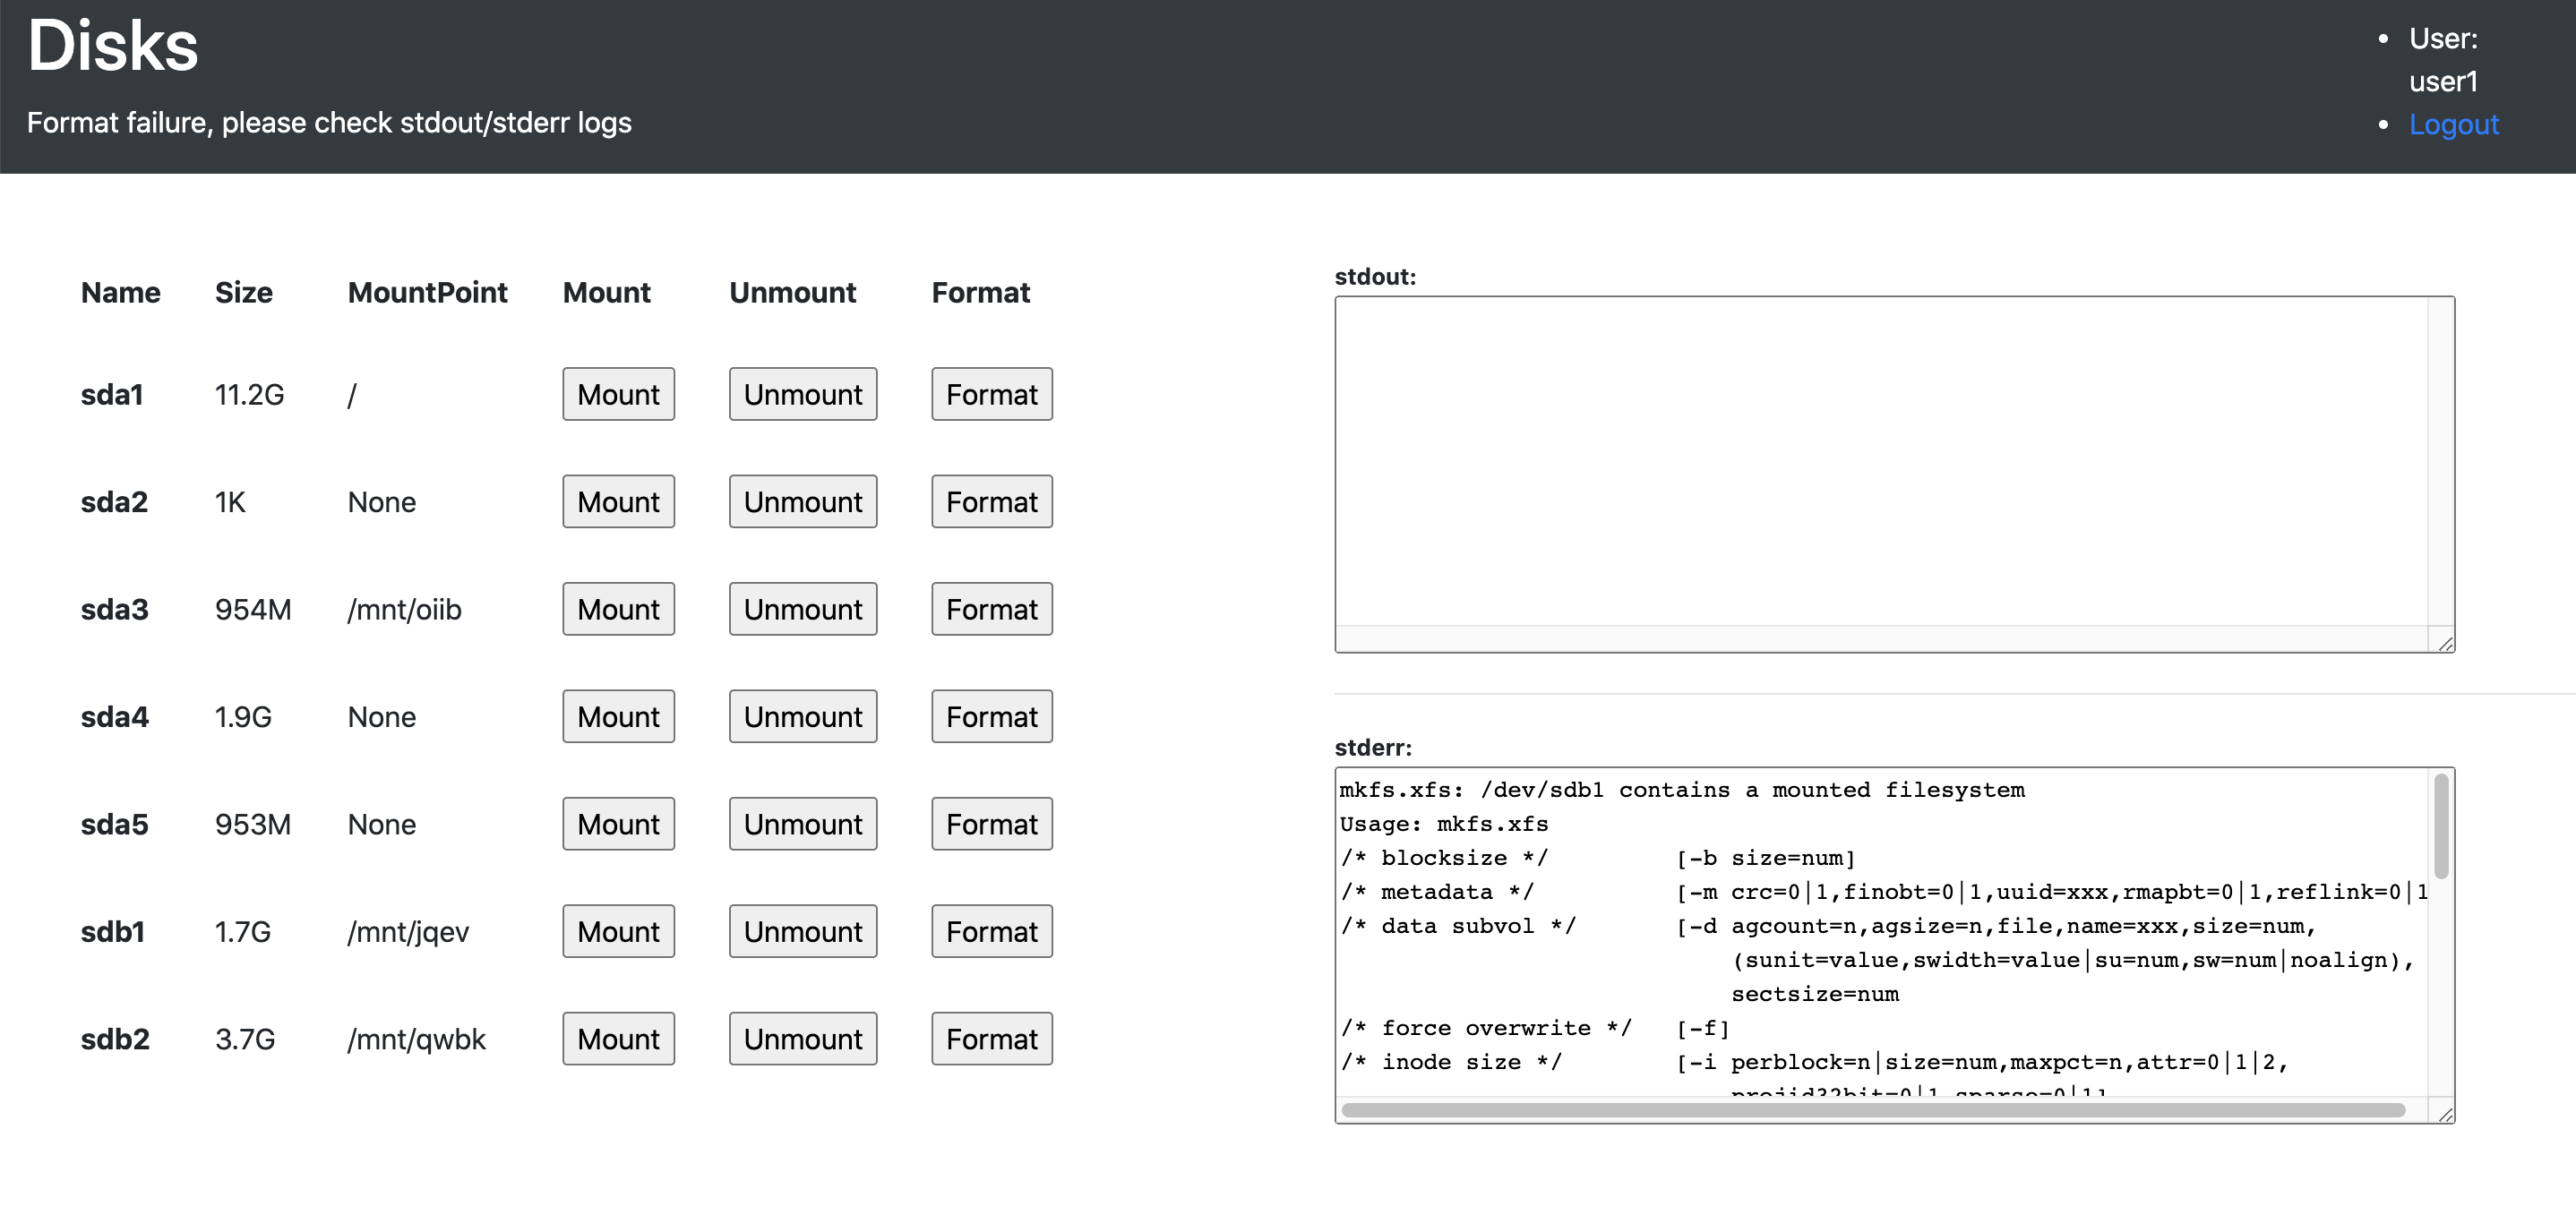 Disks
Format failure, please check stdout/stderr logs
User:
user1
Logout
Name Size MountPoint Mount Unmount Format
sda1 11.2G / Mount Unmount Format
sda2 1K None Mount Unmount Format
sda3 954M /mnt/oiib Mount Unmount Format
sda4 1.9G None Mount Unmount Format
sda5 953M None Mount Unmount Format
sdb1 1.7G /mnt/jqev Mount Unmount Format
sdb2 3.7G /mnt/qwbk Mount Unmount Format
stdout:
stderr:
mkfs.xfs: /dev/sdb1 contains a mounted filesystem
Usage: mkfs.xfs
/* blocksize */ [-b size=num]
/* metadata */ [-m crc=0|1,finobt=0|1,uuid=xxx,rmapbt=0|1,reflink=0|1
/* data subvol */ [-d agcount=n,agsize=n,file,name=xxx,size=num,
(sunit=value,swidth=value|su=num,sw=num|noalign),
sectsize=num
/* force overwrite */ [-f]
/* inode size */ [-i perblock=n|size=num,maxpct=n,attr=0|1|2,
projid32bit=0|1,sparse=0|1]